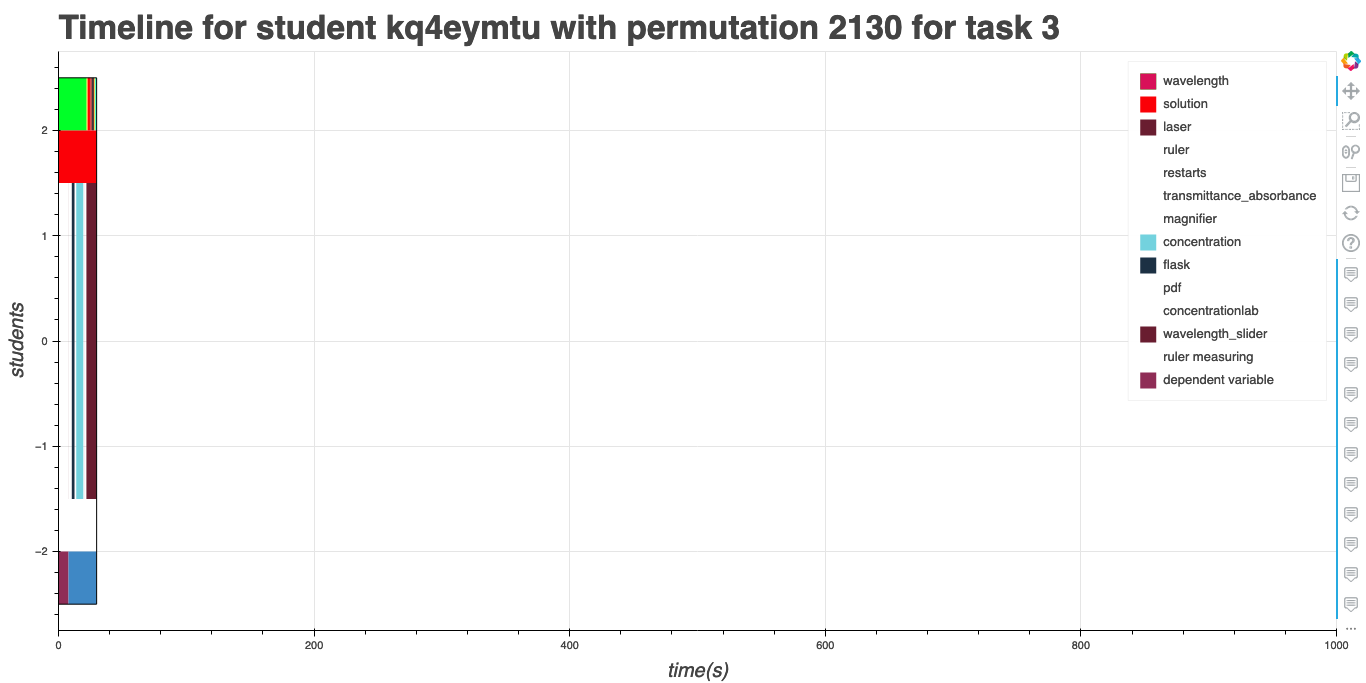 Timeline for student kq4eymtu with permutation 2130 for task 3
wavelength
solution
laser
ruler
restarts
transmittance_absorbance
magnifier
concentration
flask
pdf
concentrationlab
wavelength_slider
ruler measuring
dependent variable
students
2
1
0
−1
−2
0 200 400 600 800 1000
time(s)